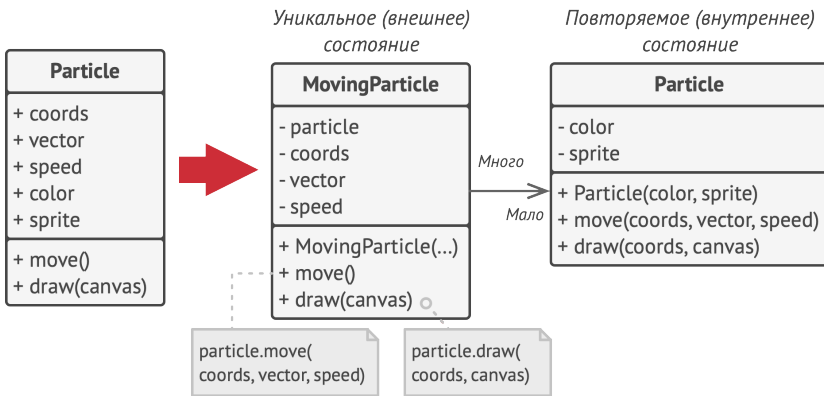 Уникальное (внешнее)
состояние
Повторяемое (внутреннее)
состояние
Particle
+ coords
+ vector
+ speed
+ color
+ sprite
+ move()
+ draw(canvas)
MovingParticle
- particle
- coords
- vector
- speed
+ MovingParticle(...)
+ move()
+ draw(canvas)
particle.move(
coords, vector, speed)
particle.draw(
coords, canvas)
Много
Мало
Particle
- color
- sprite
+ Particle(color, sprite)
+ move(coords, vector, speed)
+ draw(coords, canvas)